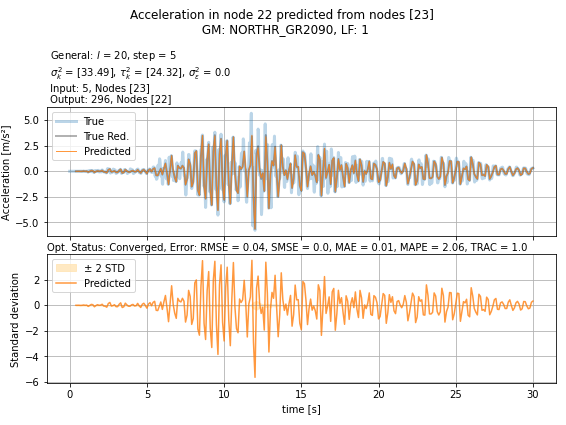 Acceleration in node 22 predicted from nodes [23]
GM: NORTHR_GR2090, LF: 1
General: l = 20, step = 5
σ²ₖ = [33.49], τ²ₖ = [24.32], σ²ε = 0.0
Input: 5, Nodes [23]
Output: 296, Nodes [22]
Acceleration [m/s²]
5.0
2.5
0.0
−2.5
−5.0
True
True Red.
Predicted
Opt. Status: Converged, Error: RMSE = 0.04, SMSE = 0.0, MAE = 0.01, MAPE = 2.06, TRAC = 1.0
Standard deviation
2
0
−2
−4
−6
± 2 STD
Predicted
0 5 10 15 20 25 30
time [s]